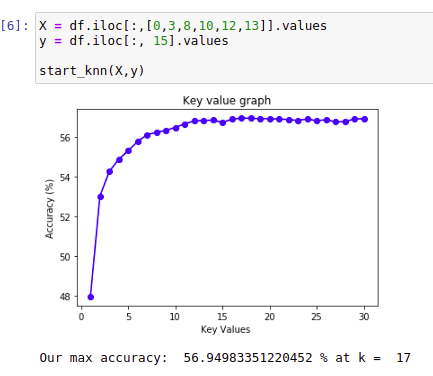 [6]: X = df.iloc[:,[0,3,8,10,12,13]].values
y = df.iloc[:, 15].values
start_knn(X,y)
Key value graph
Accuracy (%)
56
54
52
50
48
0 5 10 15 20 25 30
Key Values
Our max accuracy:  56.94983351220452 % at k =  17